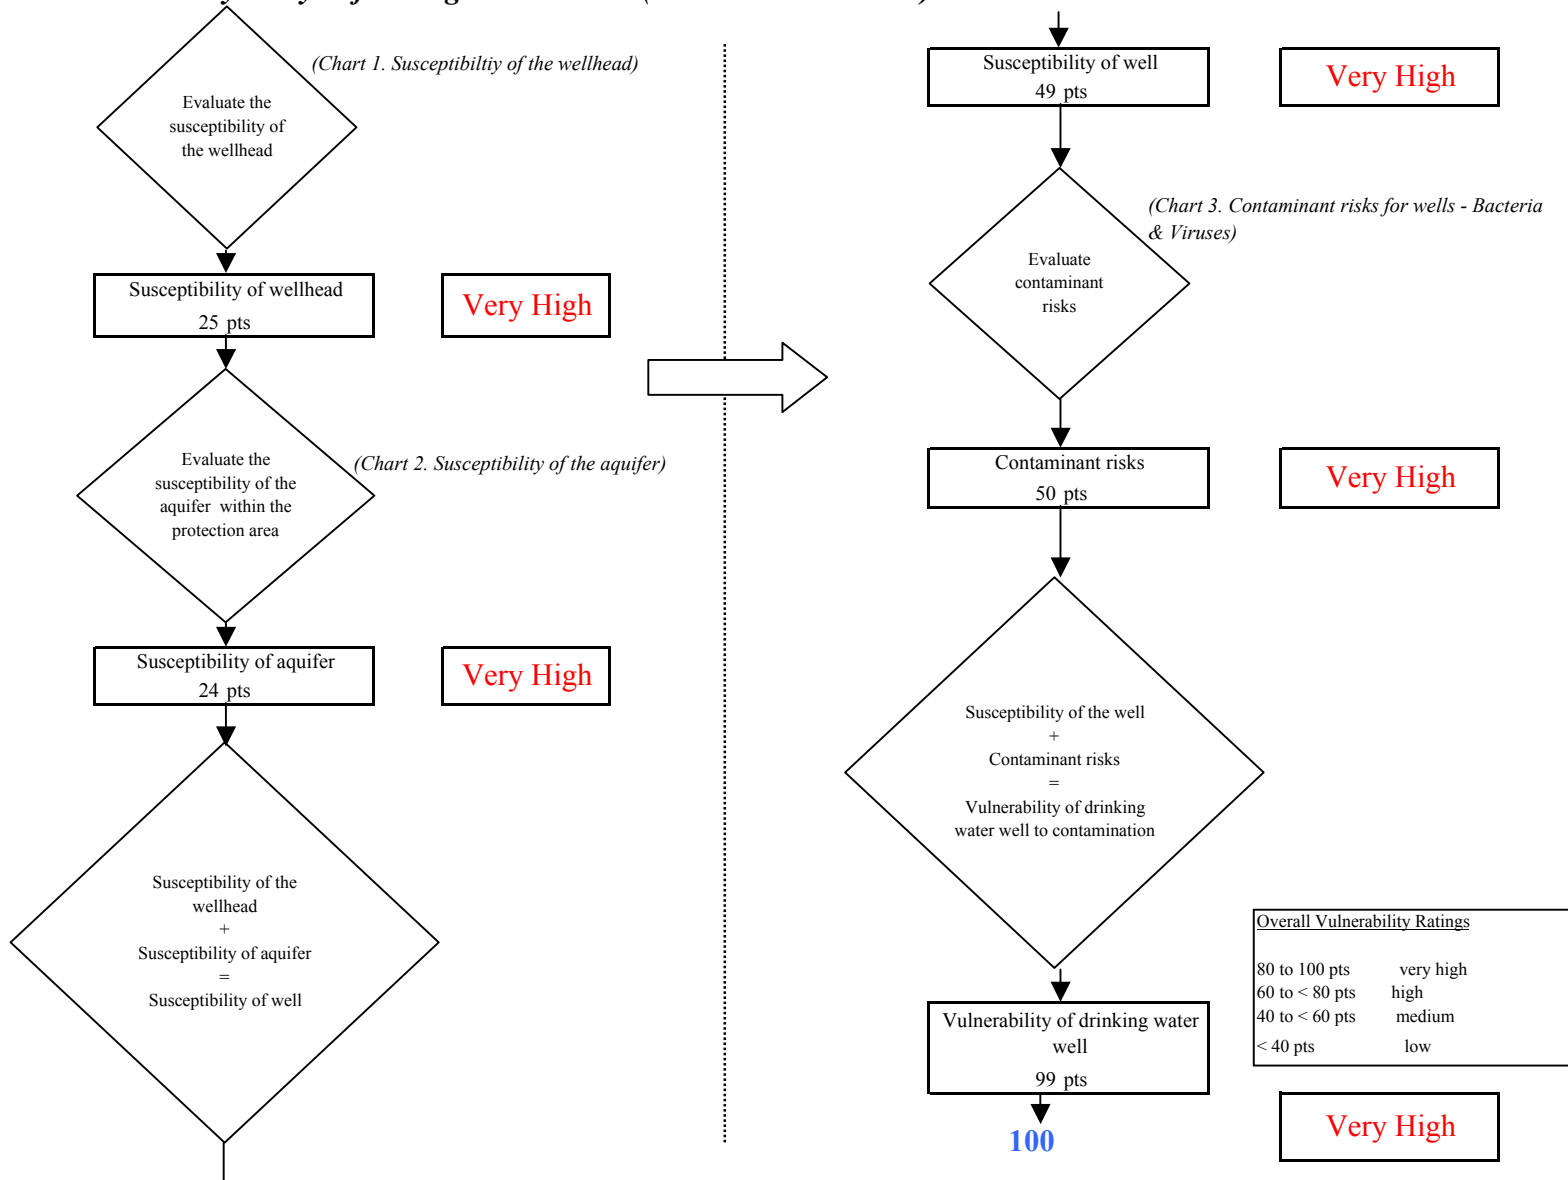 (Chart 1. Susceptibiltiy of the wellhead)
Evaluate the
susceptibility of
the wellhead
Susceptibility of wellhead
25 pts
Very High
Evaluate the
susceptibility of the
aquifer within the
protection area
(Chart 2. Susceptibility of the aquifer)
Susceptibility of aquifer
24 pts
Very High
Susceptibility of the
wellhead
+
Susceptibility of aquifer
=
Susceptibility of well
Susceptibility of well
49 pts
Very High
(Chart 3. Contaminant risks for wells - Bacteria
& Viruses)
Evaluate
contaminant
risks
Contaminant risks
50 pts
Very High
Susceptibility of the well
+
Contaminant risks
=
Vulnerability of drinking
water well to contamination
Vulnerability of drinking water
well
99 pts
100
Overall Vulnerability Ratings
80 to 100 pts very high
60 to < 80 pts high
40 to < 60 pts medium
< 40 pts low
Very High